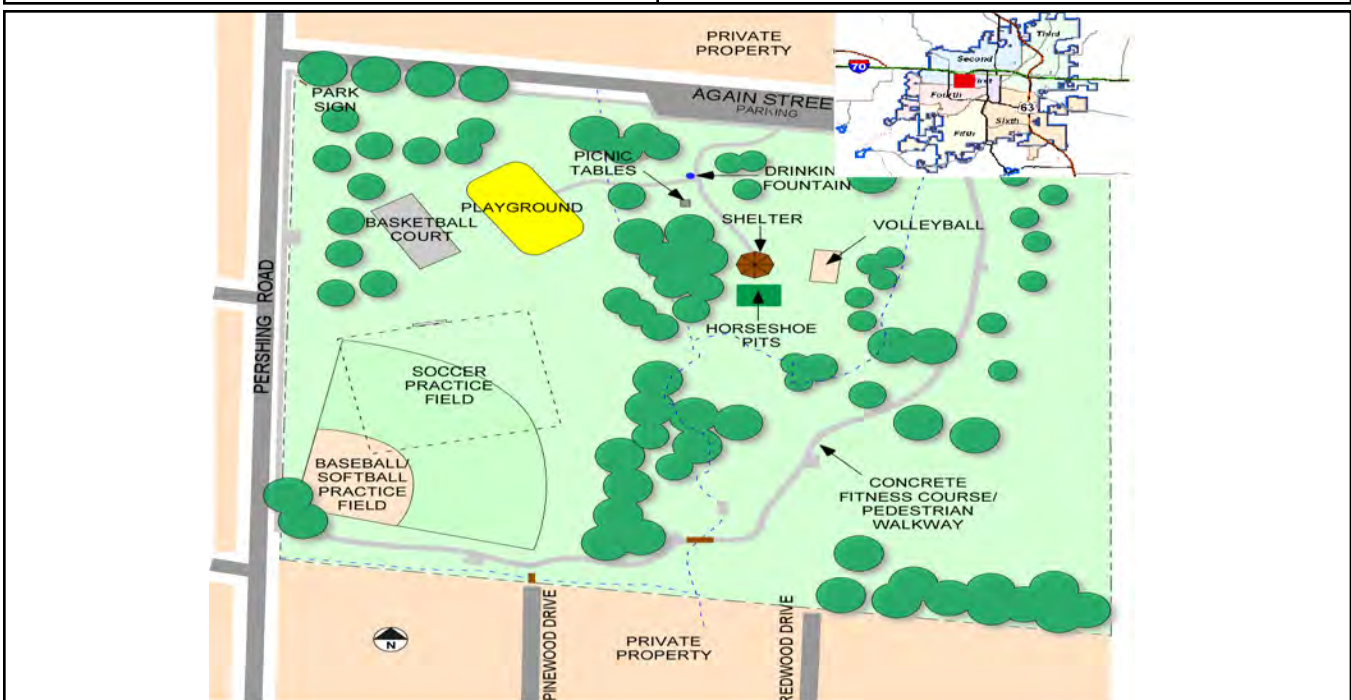 PRIVATE
PROPERTY
Third
Second
70
First
Fourth
63
Sixth
Fifth
PARK
SIGN
AGAIN STREE
PARKING
PICNIC
TABLES
DRINKIN
FOUNTAIN
PLAYGROUND
BASKETBALL
COURT
SHELTER
VOLLEYBALL
PERSHING ROAD
HORSESHOE
PITS
SOCCER
PRACTICE
FIELD
BASEBALL/
SOFTBALL
PRACTICE
FIELD
CONCRETE
FITNESS COURSE/
PEDESTRIAN
WALKWAY
N
PINEWOOD DRIVE
PRIVATE
PROPERTY
REDWOOD DRIVE